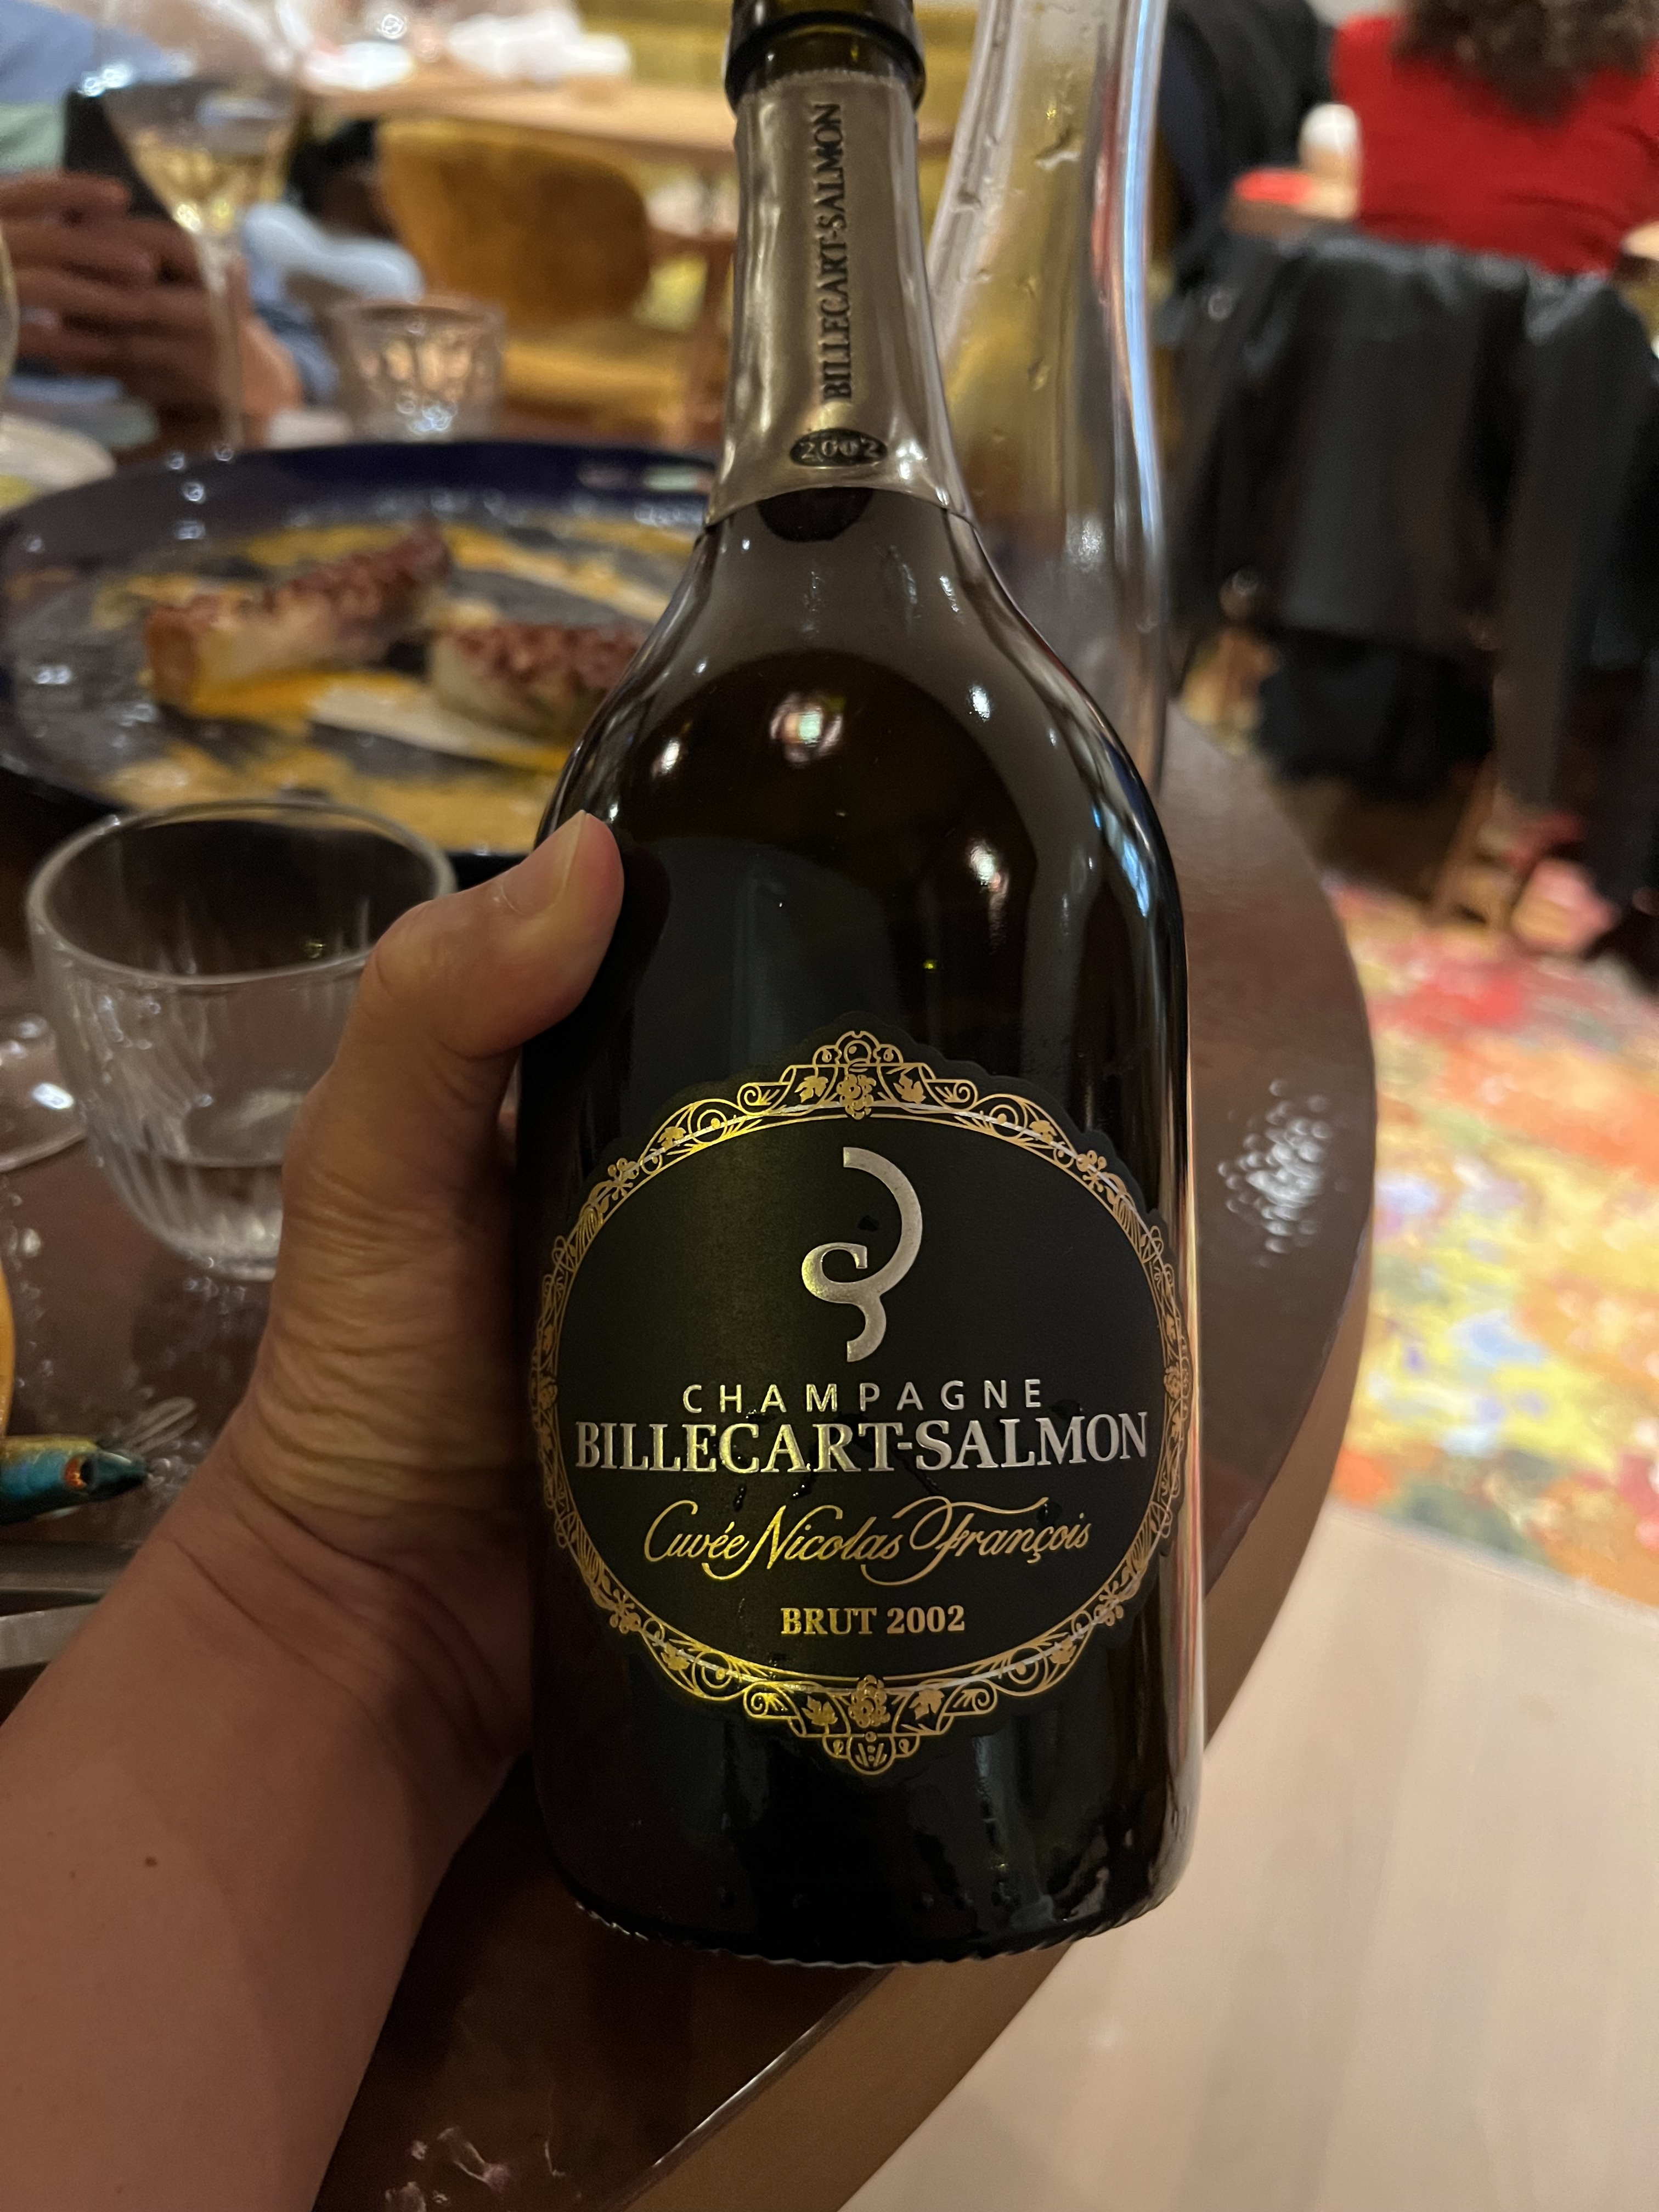 BILLECART-SALMON
2002
CHAMPAGNE
BILLECART-SALMON
Cuvée Nicolas François
BRUT 2002